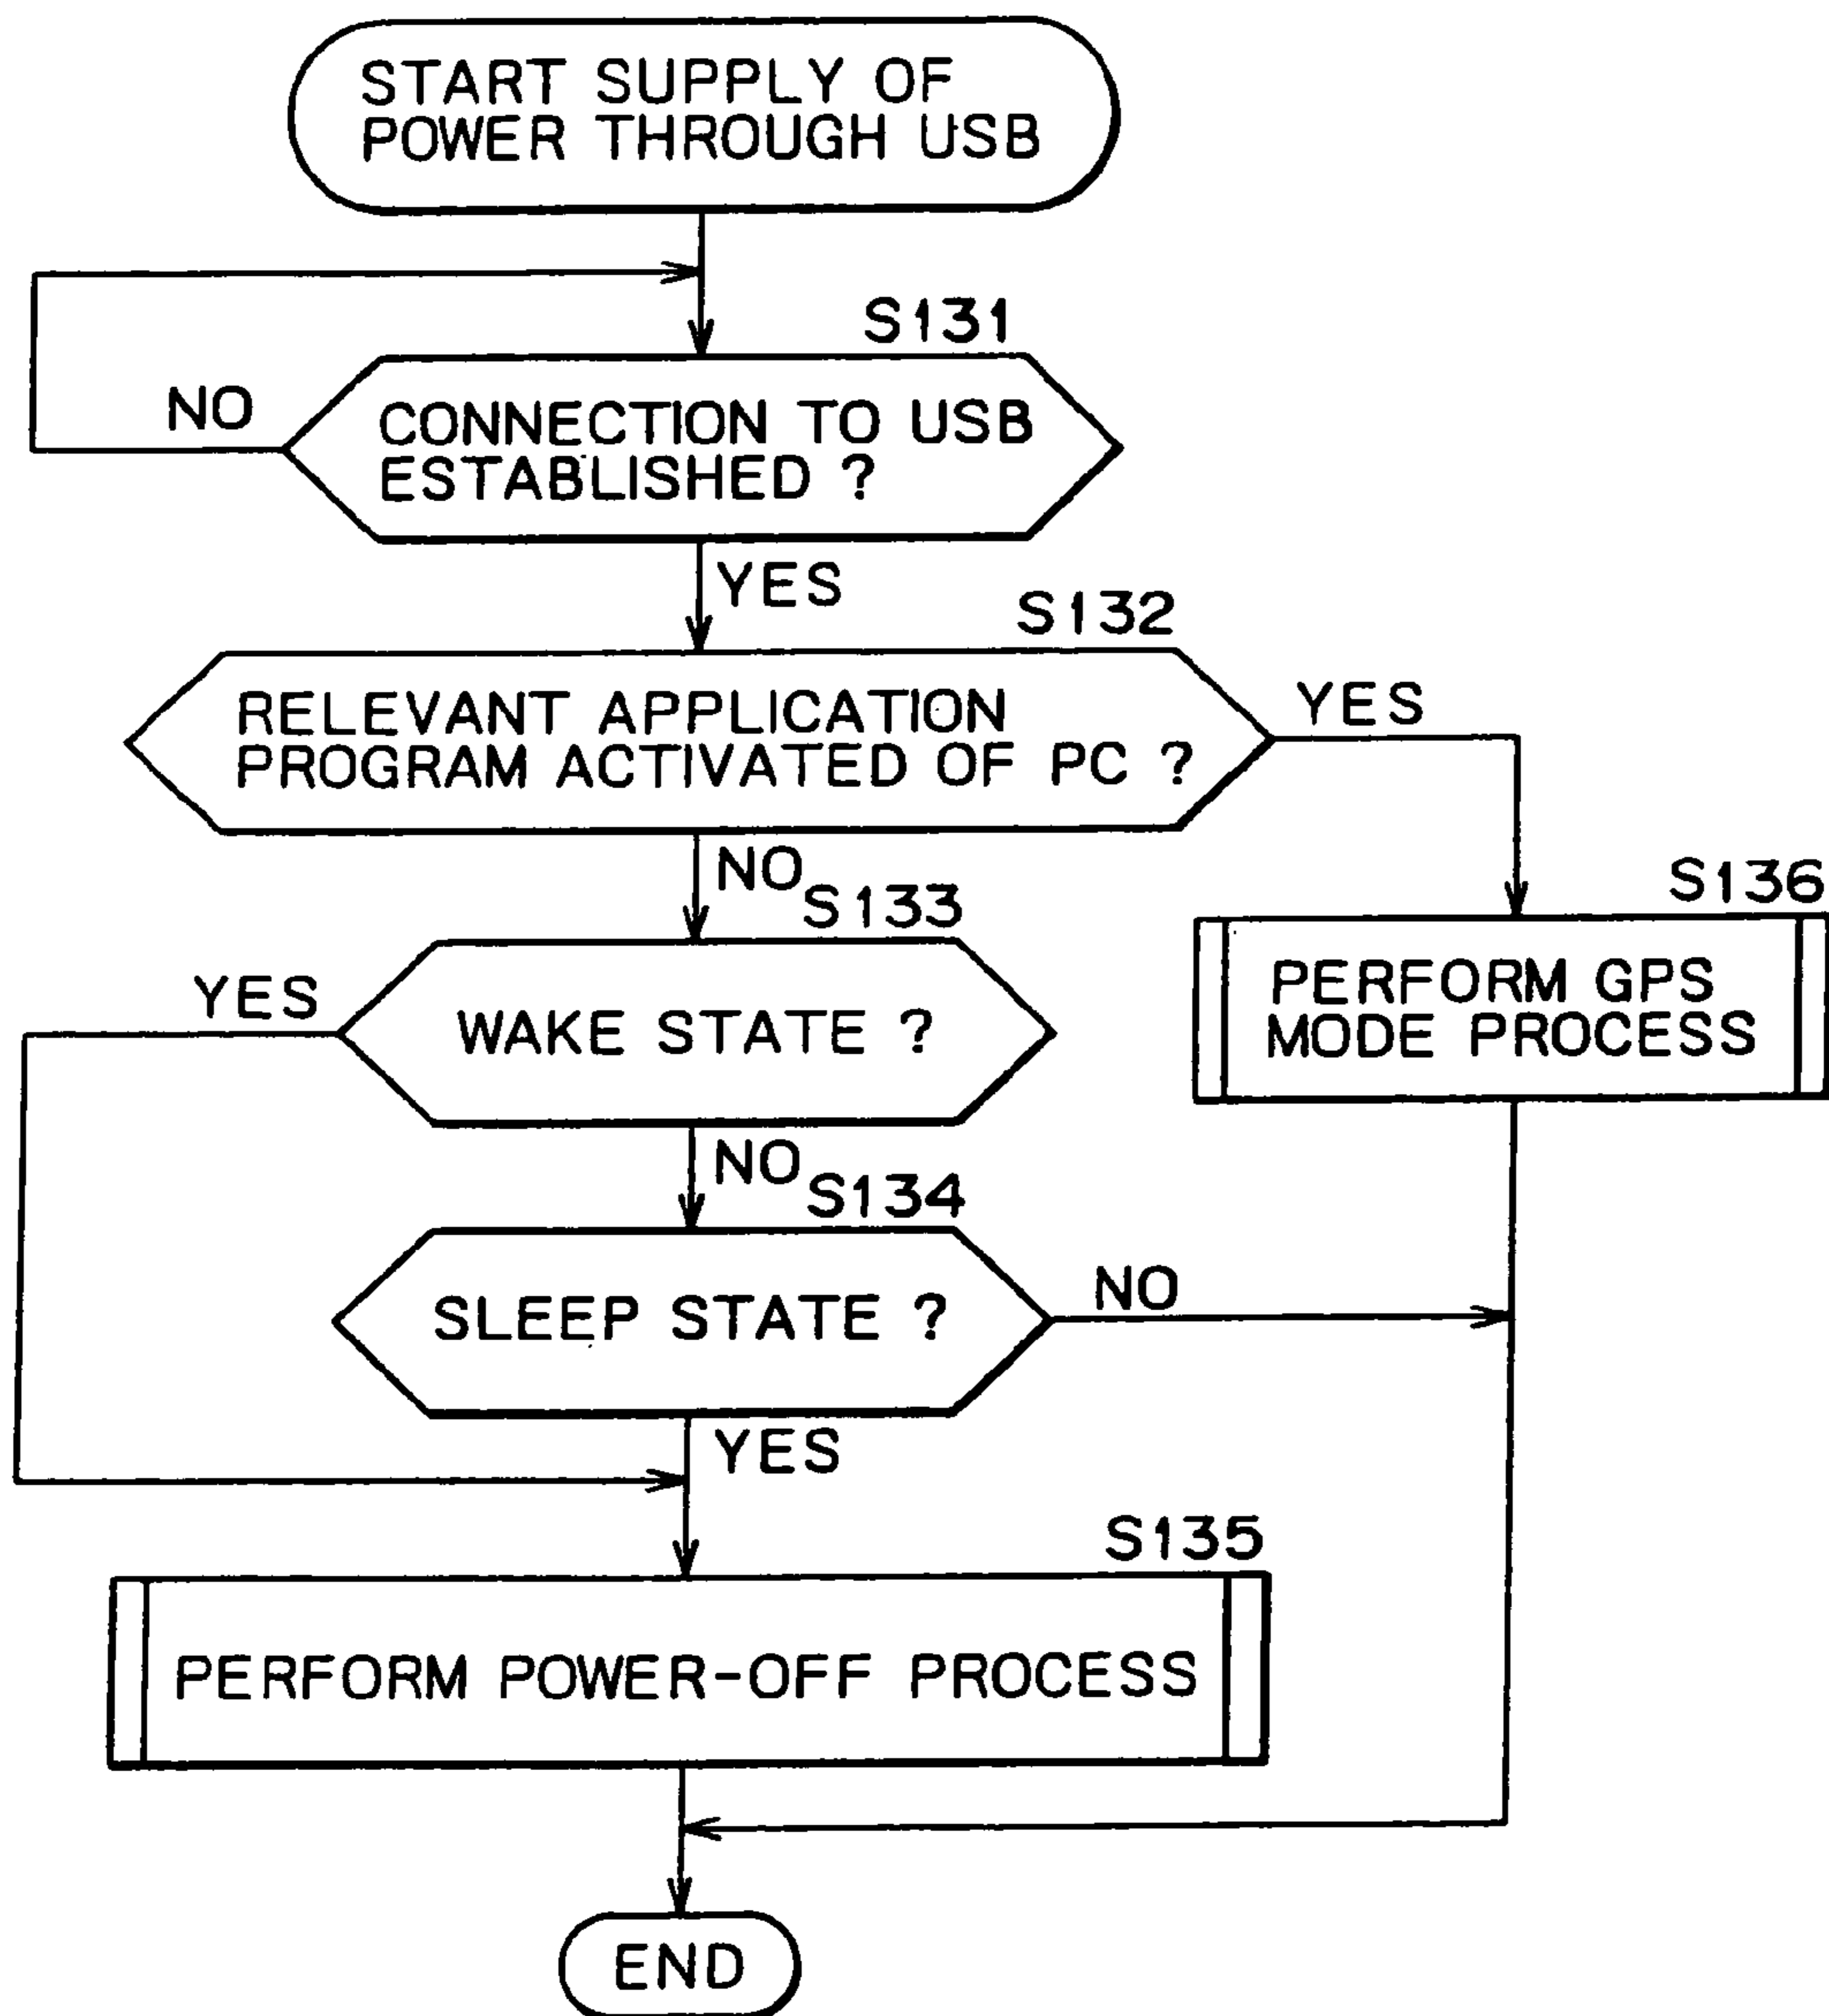 START SUPPLY OF
POWER THROUGH USB
S131
NO
CONNECTION TO USB
ESTABLISHED ?
YES
S132
RELEVANT APPLICATION
PROGRAM ACTIVATED OF PC ?
YES
NO
S133
S136
YES
WAKE STATE ?
PERFORM GPS
MODE PROCESS
NO
S134
SLEEP STATE ?
NO
YES
S135
PERFORM POWER-OFF PROCESS
END